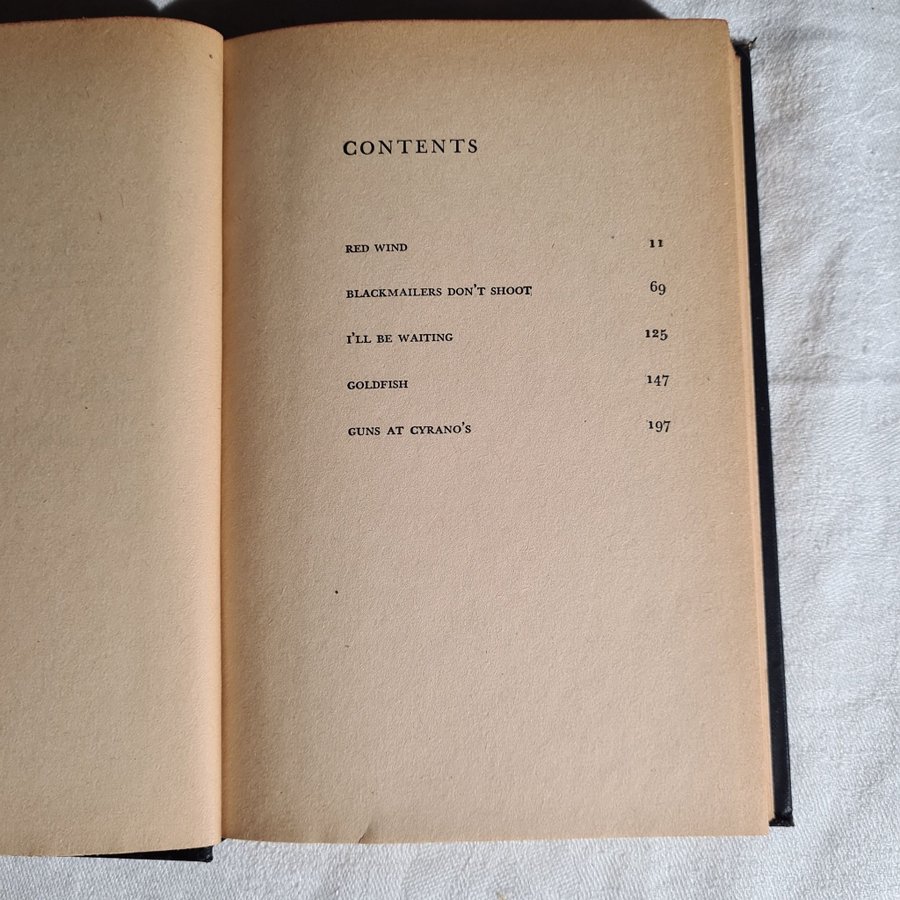 CONTENTS
RED WIND 11
BLACKMAILERS DON'T SHOOT 69
I'LL BE WAITING 125
GOLDFISH 147
GUNS AT CYRANO'S 197